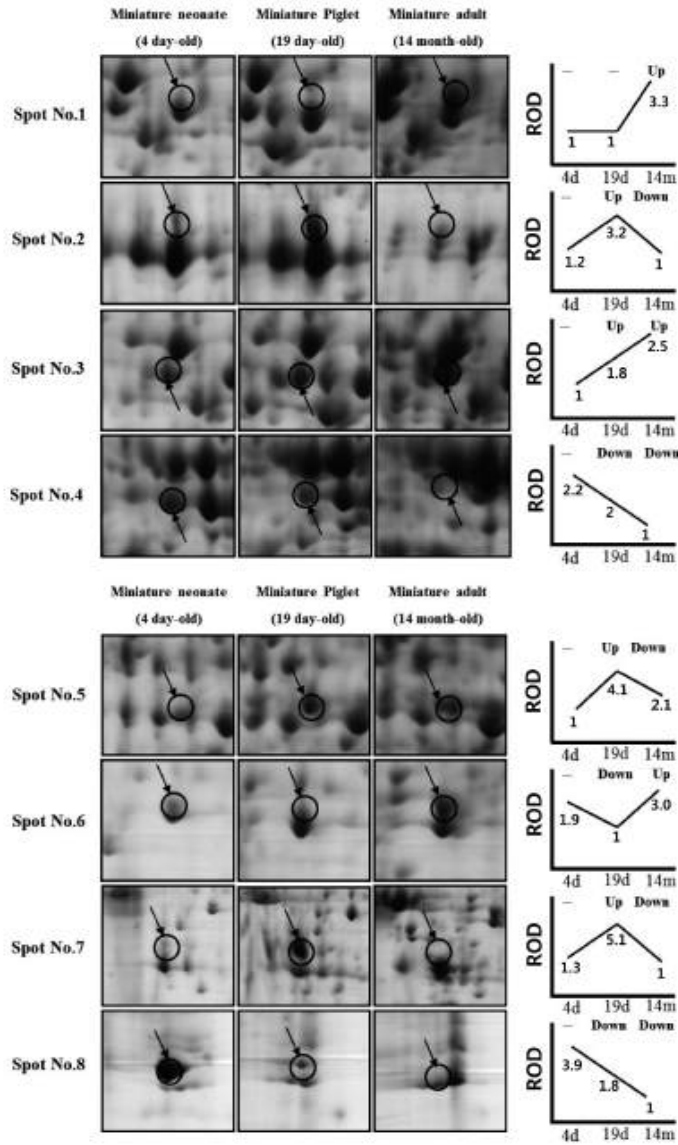 Miniature neonate Miniature Piglet Miniature adult
(4 day-old) (19 day-old) (14 month-old)
Spot No.1
ROD
– – Up
1 1 3.3
4d 19d 14m
Spot No.2
ROD
– Up Down
1.2 3.2 1
4d 19d 14m
Spot No.3
ROD
– Up Up
1 1.8 2.5
4d 19d 14m
Spot No.4
ROD
– Down Down
2.2 2 1
4d 19d 14m
Miniature neonate Miniature Piglet Miniature adult
(4 day-old) (19 day-old) (14 month-old)
Spot No.5
ROD
– Up Down
1 4.1 2.1
4d 19d 14m
Spot No.6
ROD
– Down Up
1.9 1 3.0
4d 19d 14m
Spot No.7
ROD
– Up Down
1.3 5.1 1
4d 19d 14m
Spot No.8
ROD
– Down Down
3.9 1.8 1
4d 19d 14m